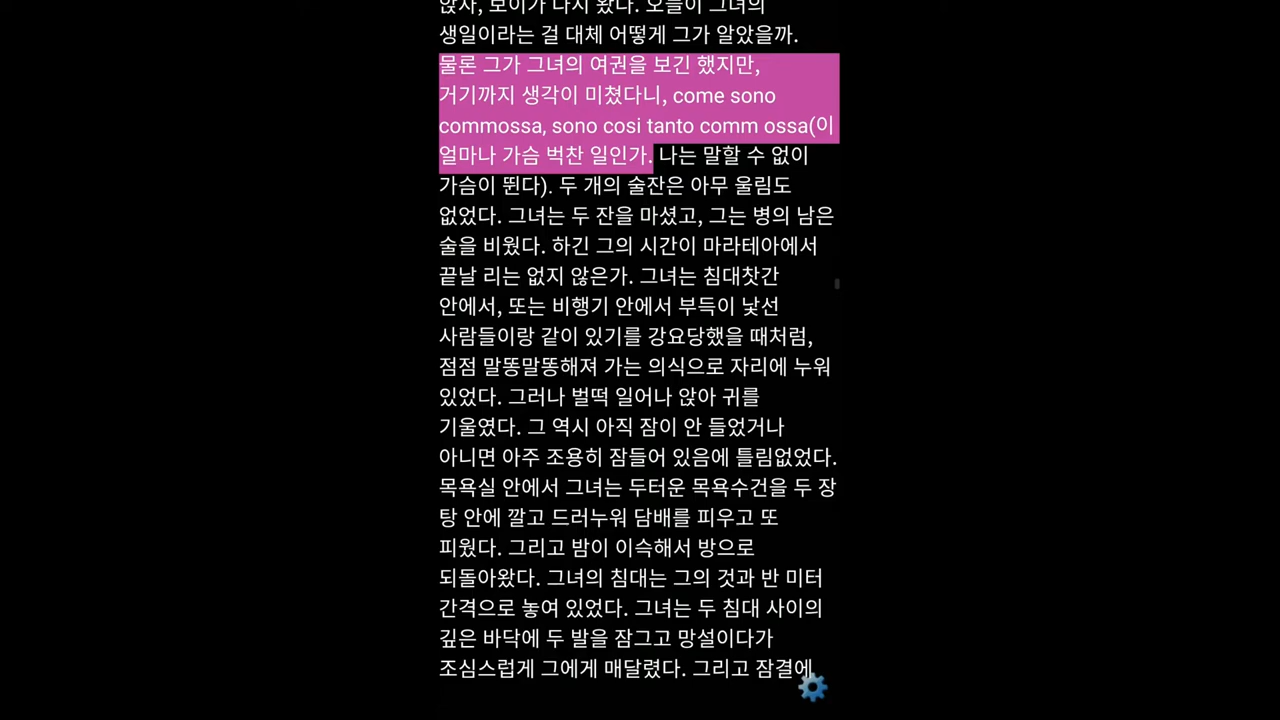 앉자, 보이가 다시 왔다. 오늘이 그녀의
생일이라는 걸 대체 어떻게 그가 알았을까.
물론 그가 그녀의 여권을 보긴 했지만,
거기까지 생각이 미쳤다니, come sono
commossa, sono cosi tanto comm ossa(이
얼마나 가슴 벅찬 일인가. 나는 말할 수 없이
가슴이 뛴다). 두 개의 술잔은 아무 울림도
없었다. 그녀는 두 잔을 마셨고, 그는 병의 남은
술을 비웠다. 하긴 그의 시간이 마라테아에서
끝날 리는 없지 않은가. 그녀는 침대찻간
안에서, 또는 비행기 안에서 부득이 낯선
사람들이랑 같이 있기를 강요당했을 때처럼,
점점 말똥말똥해져 가는 의식으로 자리에 누워
있었다. 그러나 벌떡 일어나 앉아 귀를
기울였다. 그 역시 아직 잠이 안 들었거나
아니면 아주 조용히 잠들어 있음에 틀림없었다.
목욕실 안에서 그녀는 두터운 목욕수건을 두 장
탕 안에 깔고 드러누워 담배를 피우고 또
피웠다. 그리고 밤이 이슥해서 방으로
되돌아왔다. 그녀의 침대는 그의 것과 반 미터
간격으로 놓여 있었다. 그녀는 두 침대 사이의
깊은 바닥에 두 발을 잠그고 망설이다가
조심스럽게 그에게 매달렸다. 그리고 잠결에